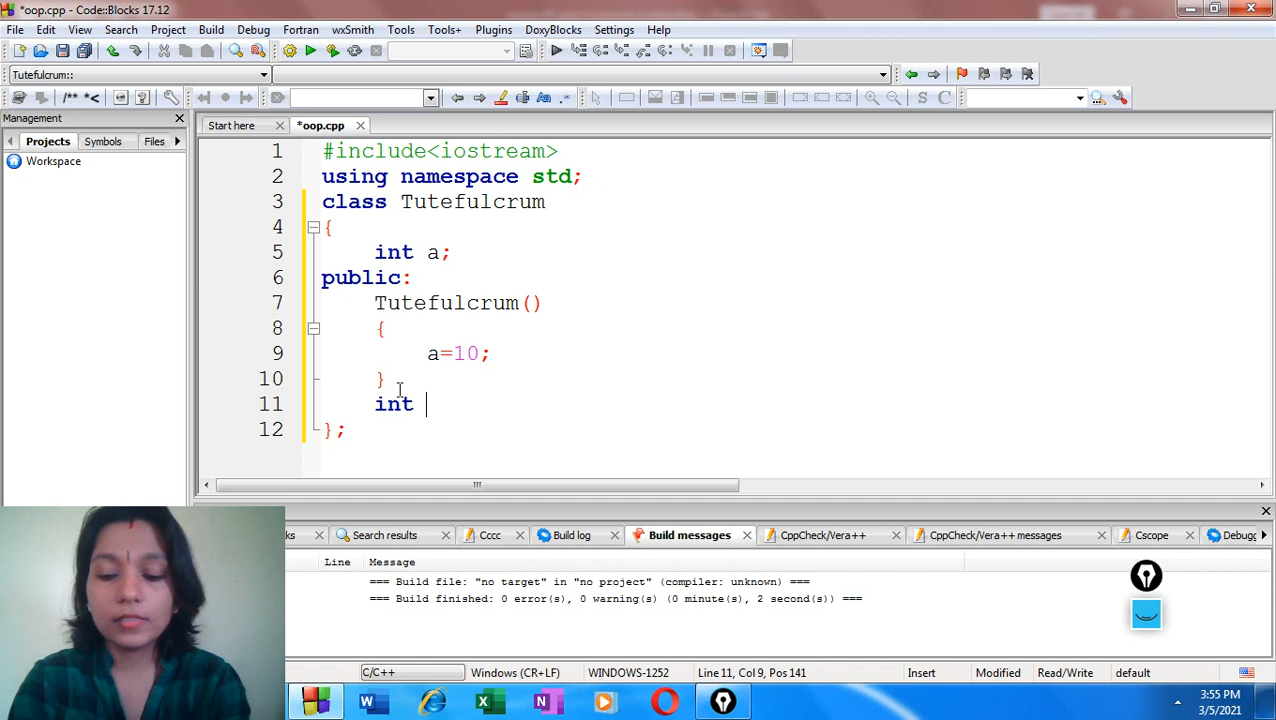 *oop.cpp - Code::Blocks 17.12
File Edit View Search Project Build Debug Fortran wxSmith Tools Tools+ Plugins DoxyBlocks Settings Help
Tutefulcrum::
/** *<
S C
Management
Start here *oop.cpp
Projects Symbols Files
Workspace
1 #include<iostream>
2 using namespace std;
3 class Tutefulcrum
4 {
5 int a;
6 public:
7 Tutefulcrum()
8 {
9 a=10;
10 }
11 int
12 };
Search results Cccc Build log Build messages CppCheck/Vera++ CppCheck/Vera++ messages Cscope Debugg
Line Message
=== Build file: "no target" in "no project" (compiler: unknown) ===
=== Build finished: 0 error(s), 0 warning(s) (0 minute(s), 2 second(s)) ===
C/C++ Windows (CR+LF) WINDOWS-1252 Line 11, Col 9, Pos 141 Insert Modified Read/Write default
3:55 PM
3/5/2021